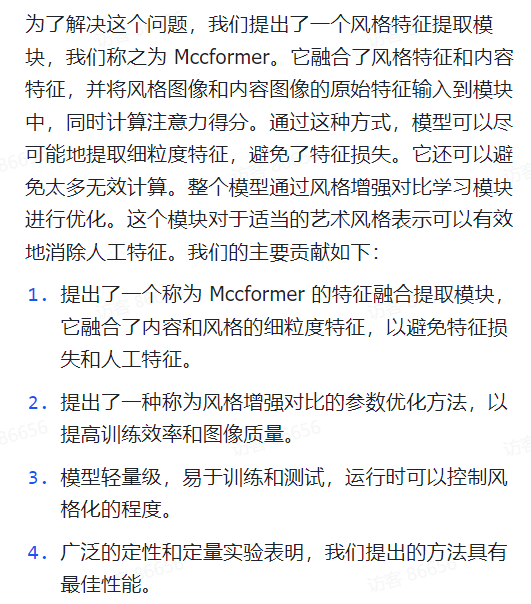 为了解决这个问题，我们提出了一个风格特征提取模
块，我们称之为 Mccformer。它融合了风格特征和内容
特征，并将风格图像和内容图像的原始特征输入到模块
中，同时计算注意力得分。通过这种方式，模型可以尽
可能地提取细粒度特征，避免了特征损失。它还可以避
免太多无效计算。整个模型通过风格增强对比学习模块
进行优化。这个模块对于适当的艺术风格表示可以有效
地消除人工特征。我们的主要贡献如下：
1. 提出了一个称为 Mccformer 的特征融合提取模块，
它融合了内容和风格的细粒度特征，以避免特征损
失和人工特征。
2. 提出了一种称为风格增强对比的参数优化方法，以
提高训练效率和图像质量。
3. 模型轻量级，易于训练和测试，运行时可以控制风
格化的程度。
4. 广泛的定性和定量实验表明，我们提出的方法具有
最佳性能。
访客 86656